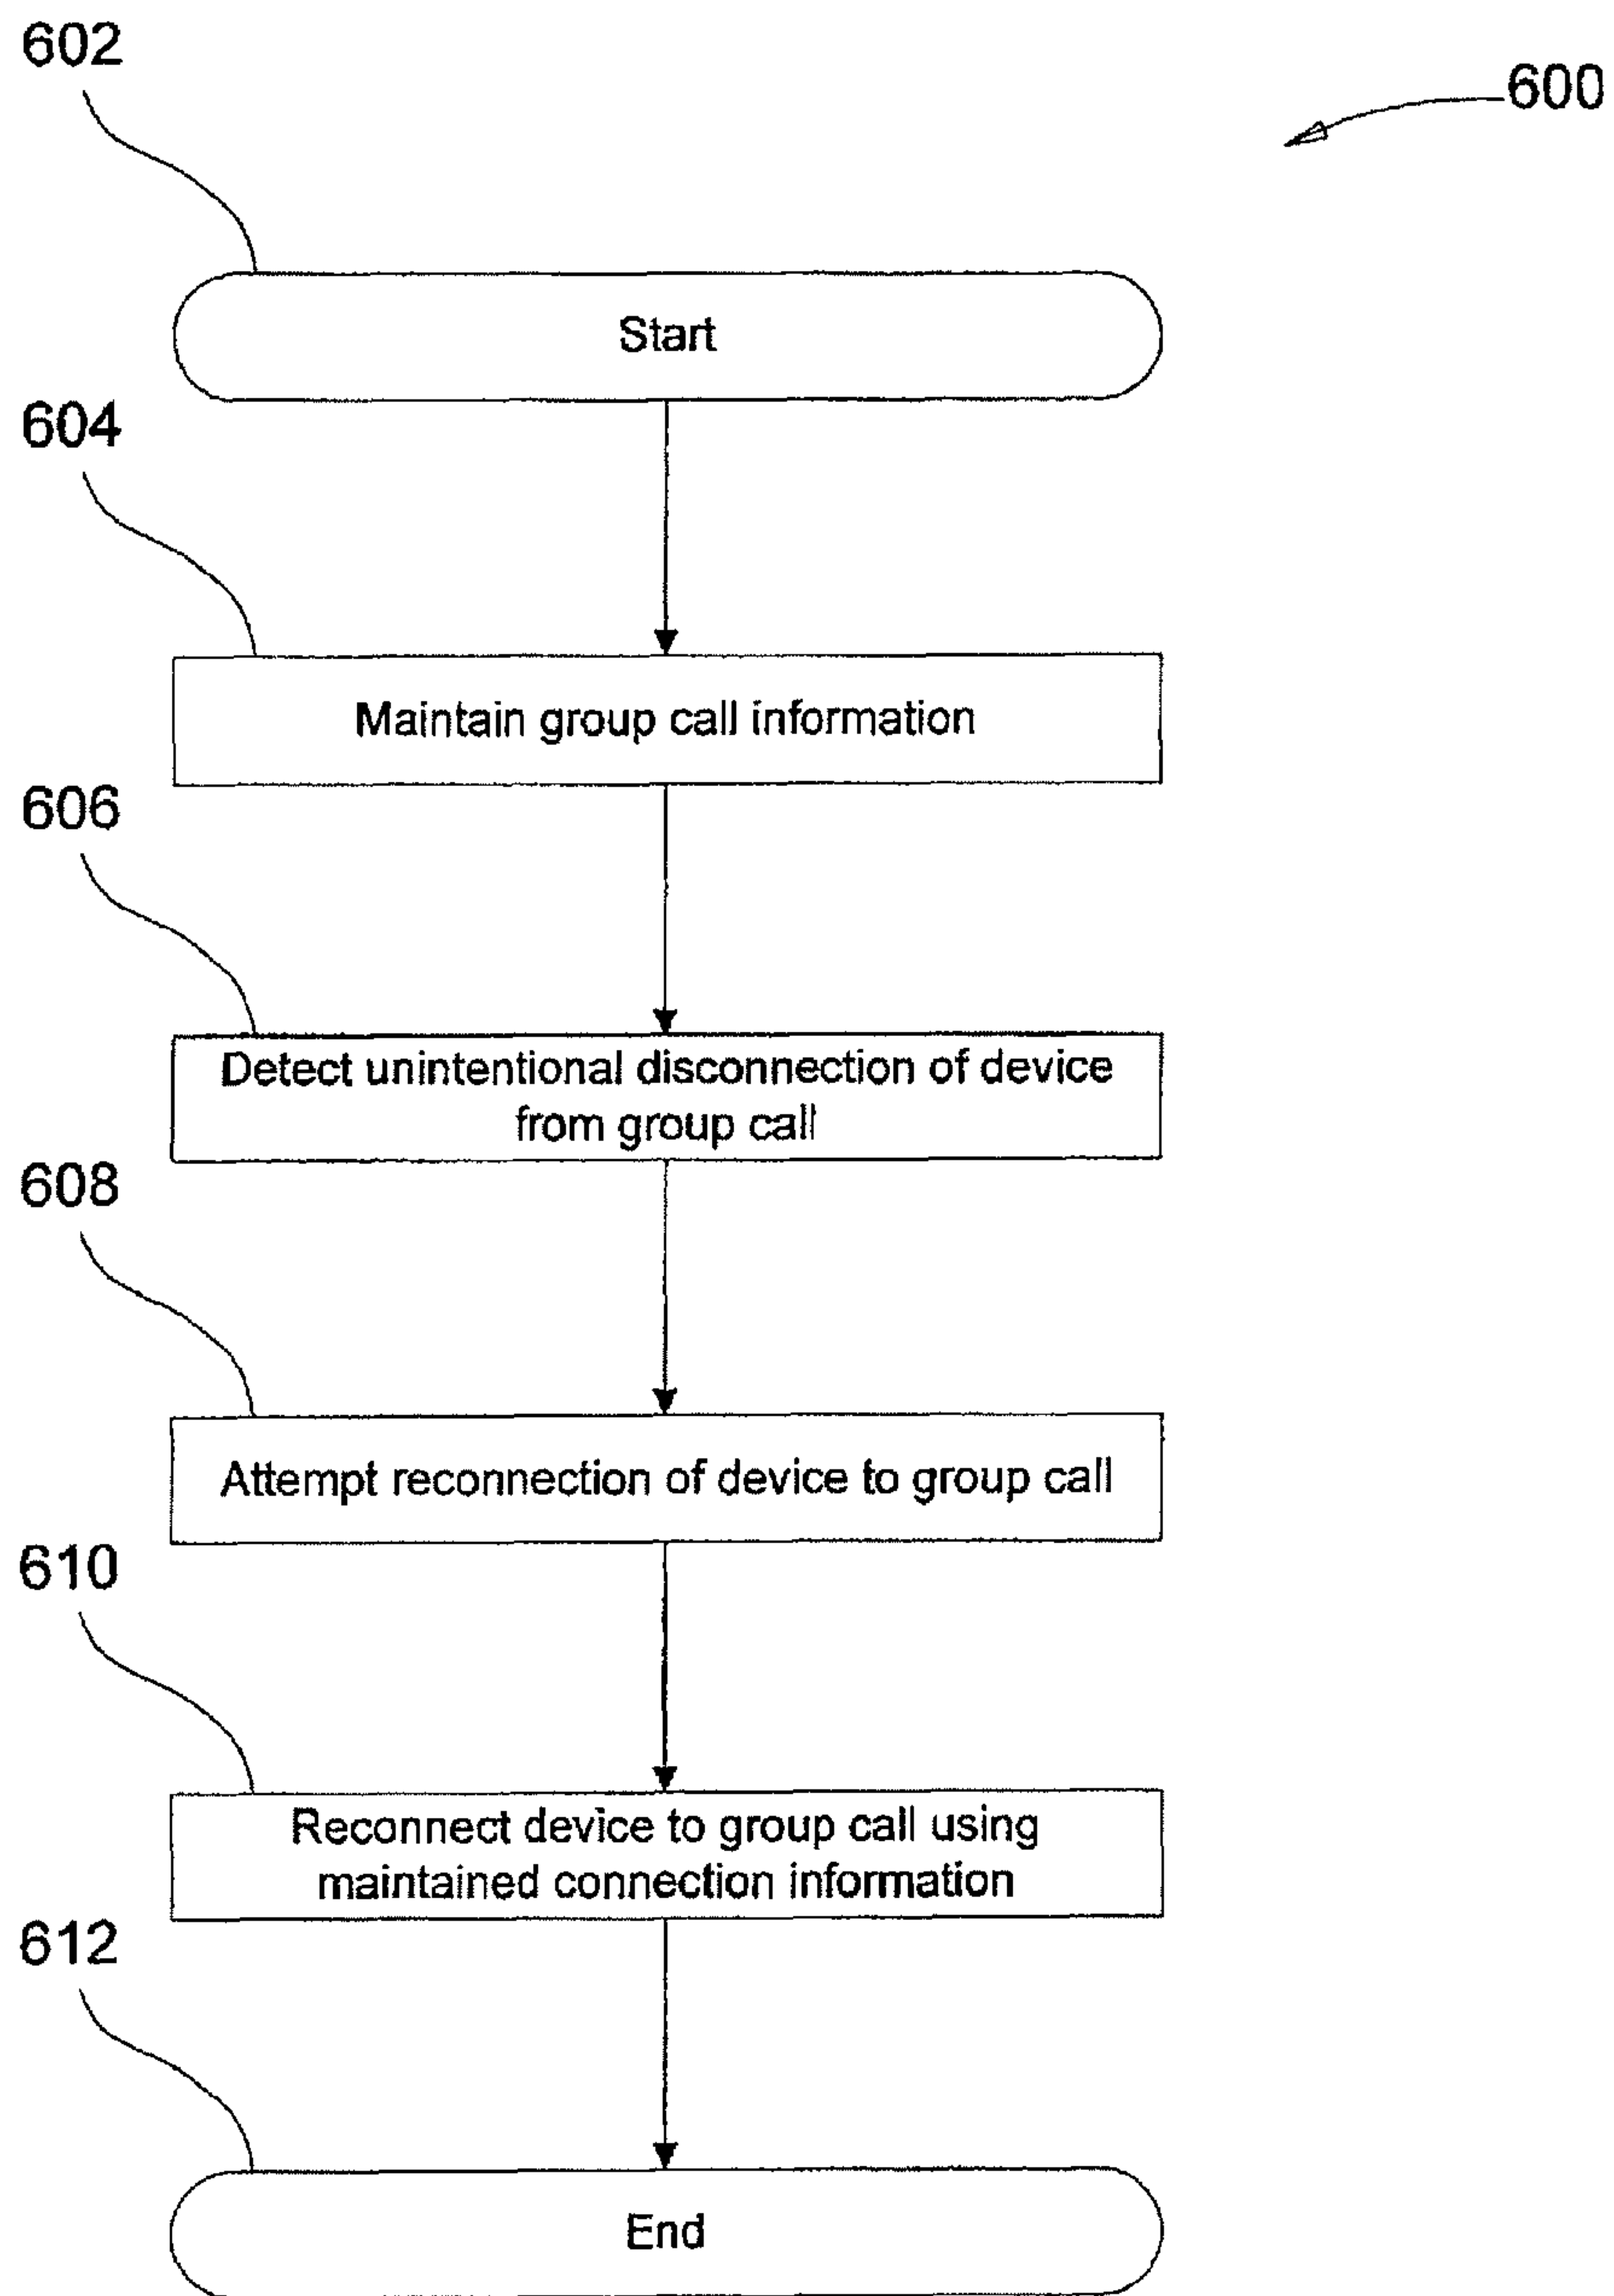 602
600
Start
604
Maintain group call information
606
Detect unintentional disconnection of device
from group call
608
Attempt reconnection of device to group call
610
Reconnect device to group call using
maintained connection information
612
End